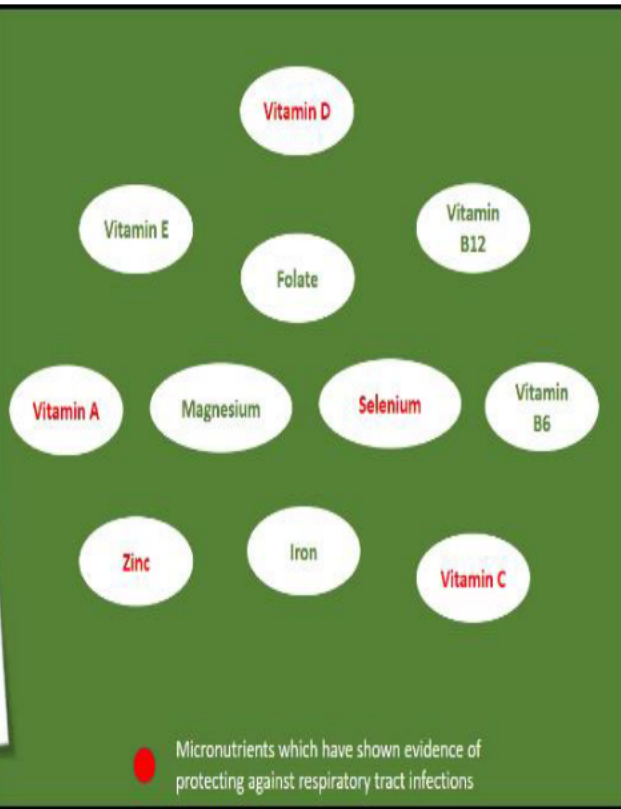 Vitamin D
Vitamin E
Vitamin
B12
Folate
Vitamin A
Magnesium
Selenium
Vitamin
B6
Zinc
Iron
Vitamin C
Micronutrients which have shown evidence of
protecting against respiratory tract infections